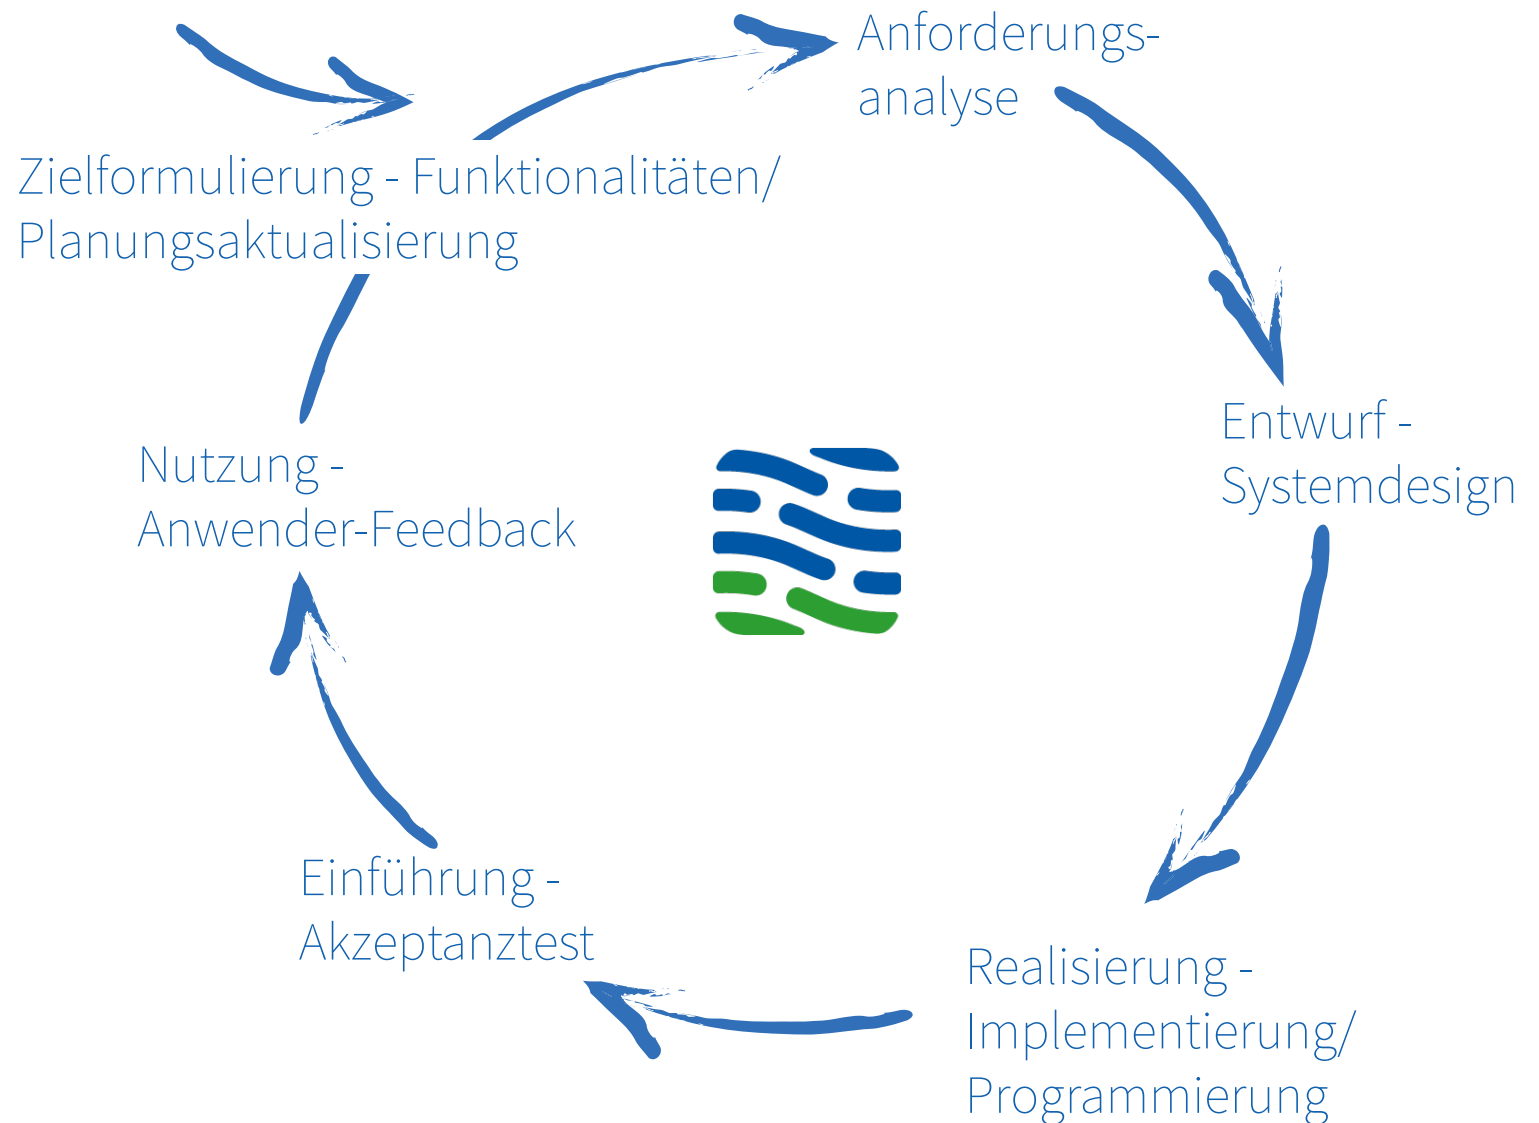 Anforderungs-
analyse
Zielformulierung - Funktionalitäten/
Planungsaktualisierung
Entwurf -
Systemdesign
Nutzung -
Anwender-Feedback
Einführung -
Akzeptanztest
Realisierung -
Implementierung/
Programmierung